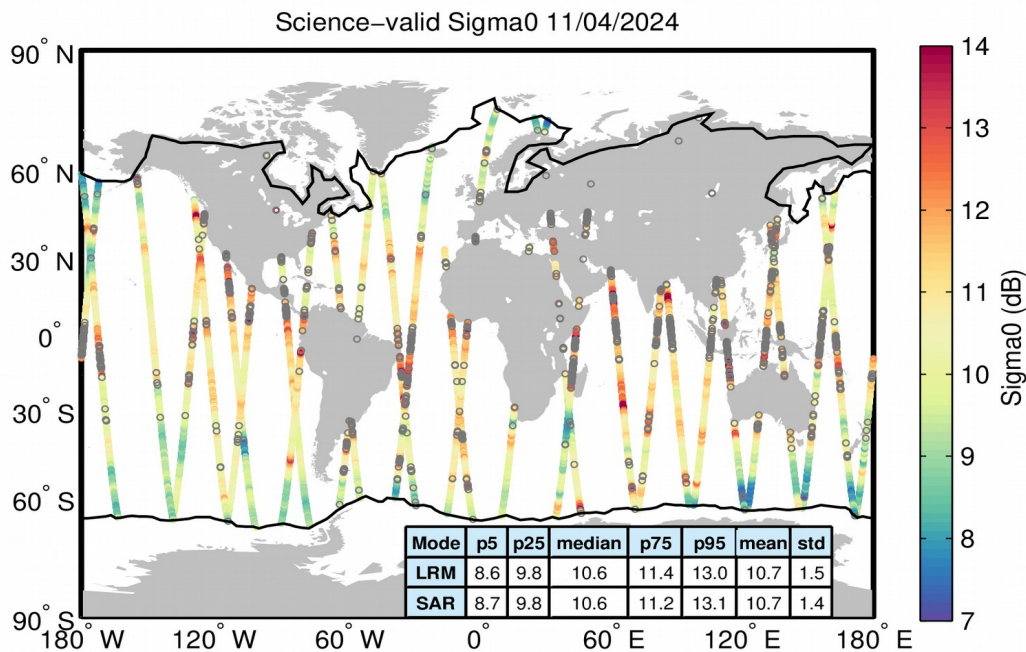 Science−valid Sigma0 11/04/2024
90° N
60° N
30° N
0°
30° S
60° S
90° S
180° W
120° W
60° W
0°
60° E
120° E
180° E
14
13
12
11
10
9
8
7
Sigma0 (dB)
Mode p5 p25 median p75 p95 mean std
LRM 8.6 9.8 10.6 11.4 13.0 10.7 1.5
SAR 8.7 9.8 10.6 11.2 13.1 10.7 1.4